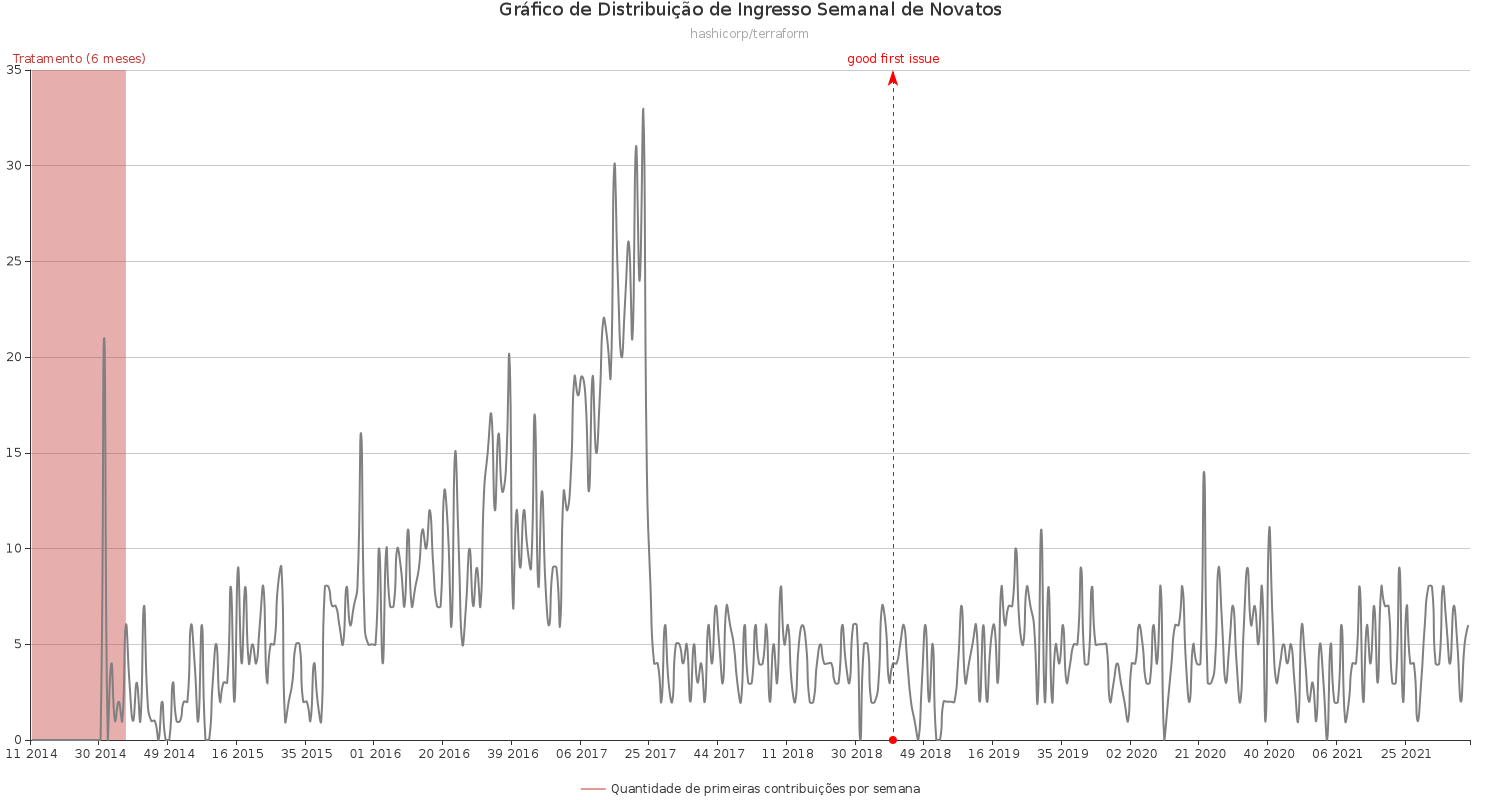 Gráfico de Distribuição de Ingresso Semanal de Novatos
hashicorp/terraform
Tratamento (6 meses)
good first issue
35
30
25
20
15
10
5
0
11 2014 30 2014 49 2014 16 2015 35 2015 01 2016 20 2016 39 2016 06 2017 25 2017 44 2017 11 2018 30 2018 49 2018 16 2019 35 2019 02 2020 21 2020 40 2020 06 2021 25 2021
Quantidade de primeiras contribuições por semana